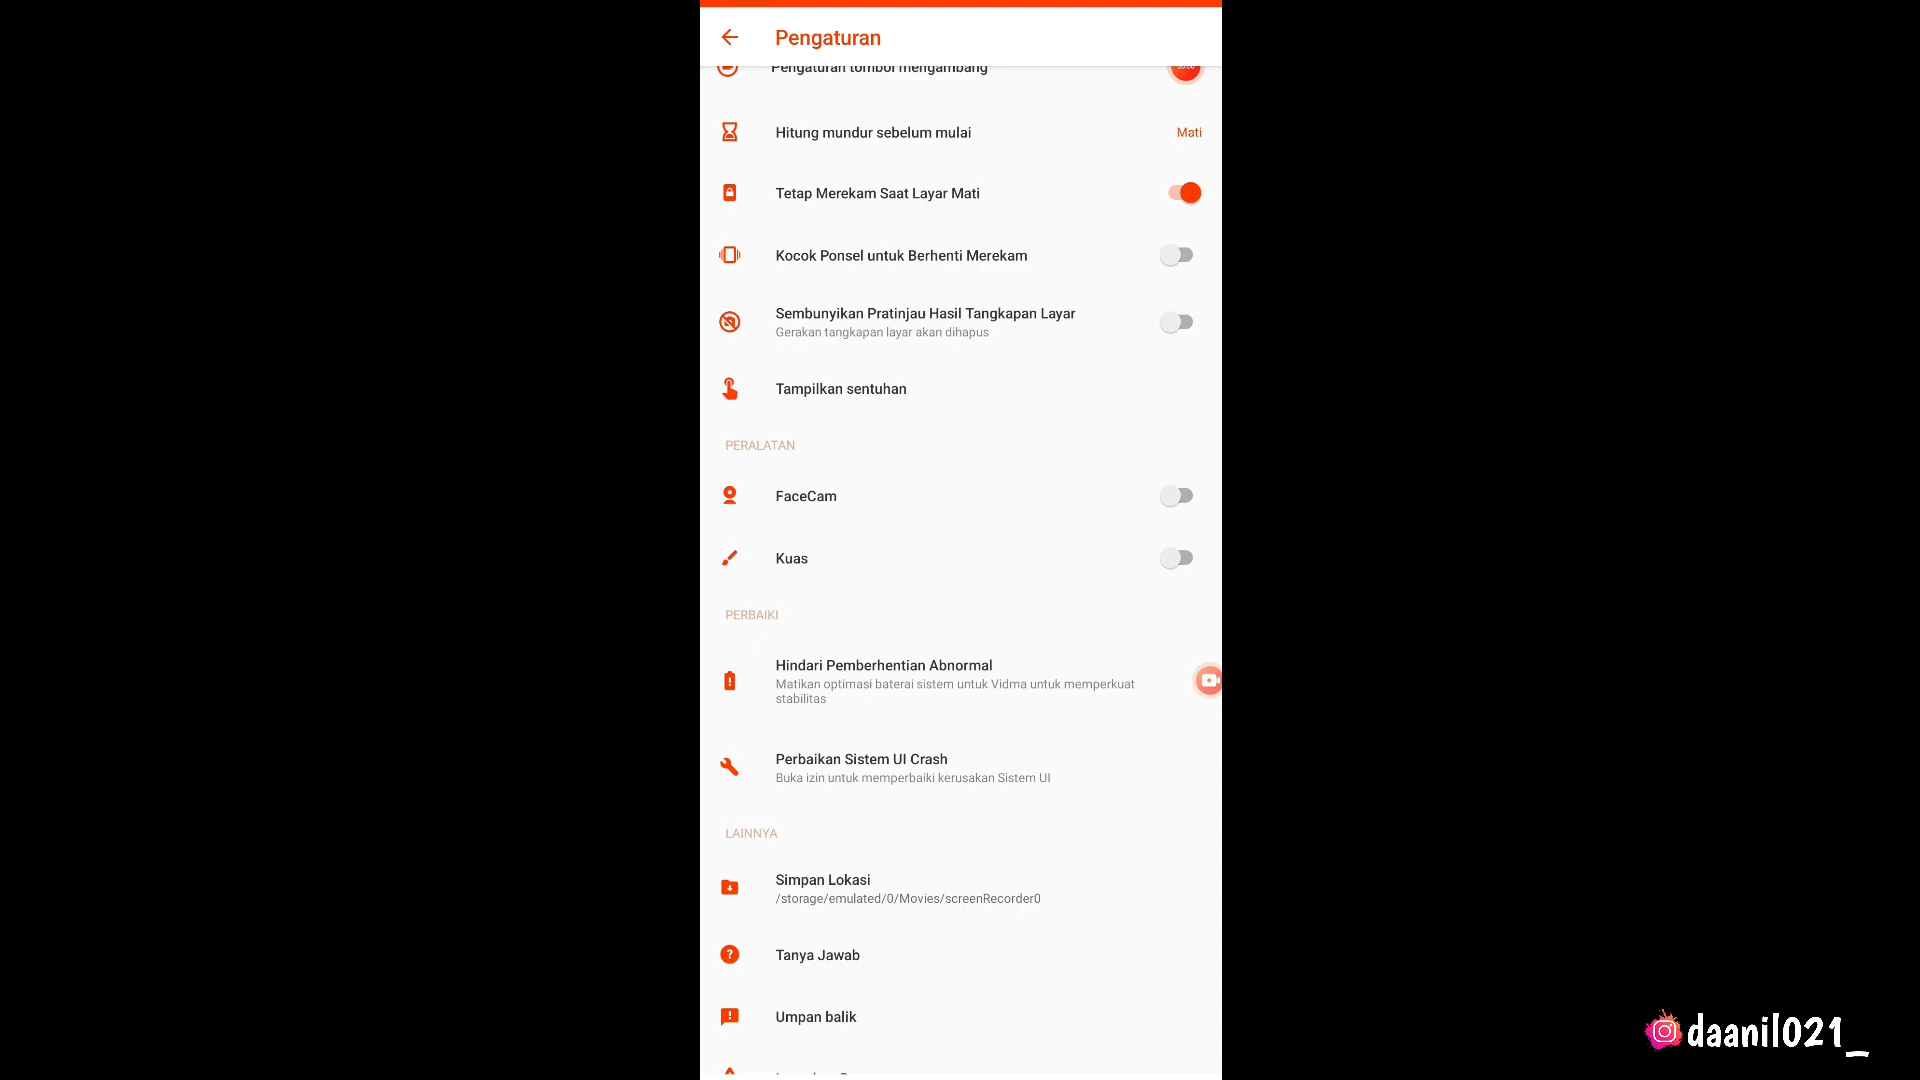 Pengaturan
Pengaturan tombol mengambang
Hitung mundur sebelum mulai
Mati
Tetap Merekam Saat Layar Mati
Kocok Ponsel untuk Berhenti Merekam
Sembunyikan Pratinjau Hasil Tangkapan Layar
Gerakan tangkapan layar akan dihapus
Tampilkan sentuhan
PERALATAN
FaceCam
Kuas
PERBAIKI
Hindari Pemberhentian Abnormal
Matikan optimasi baterai sistem untuk Vidma untuk memperkuat
stabilitas
Perbaikan Sistem UI Crash
Buka izin untuk memperbaiki kerusakan Sistem UI
LAINNYA
Simpan Lokasi
/storage/emulated/0/Movies/screenRecorder0
Tanya Jawab
Umpan balik
daanil021_